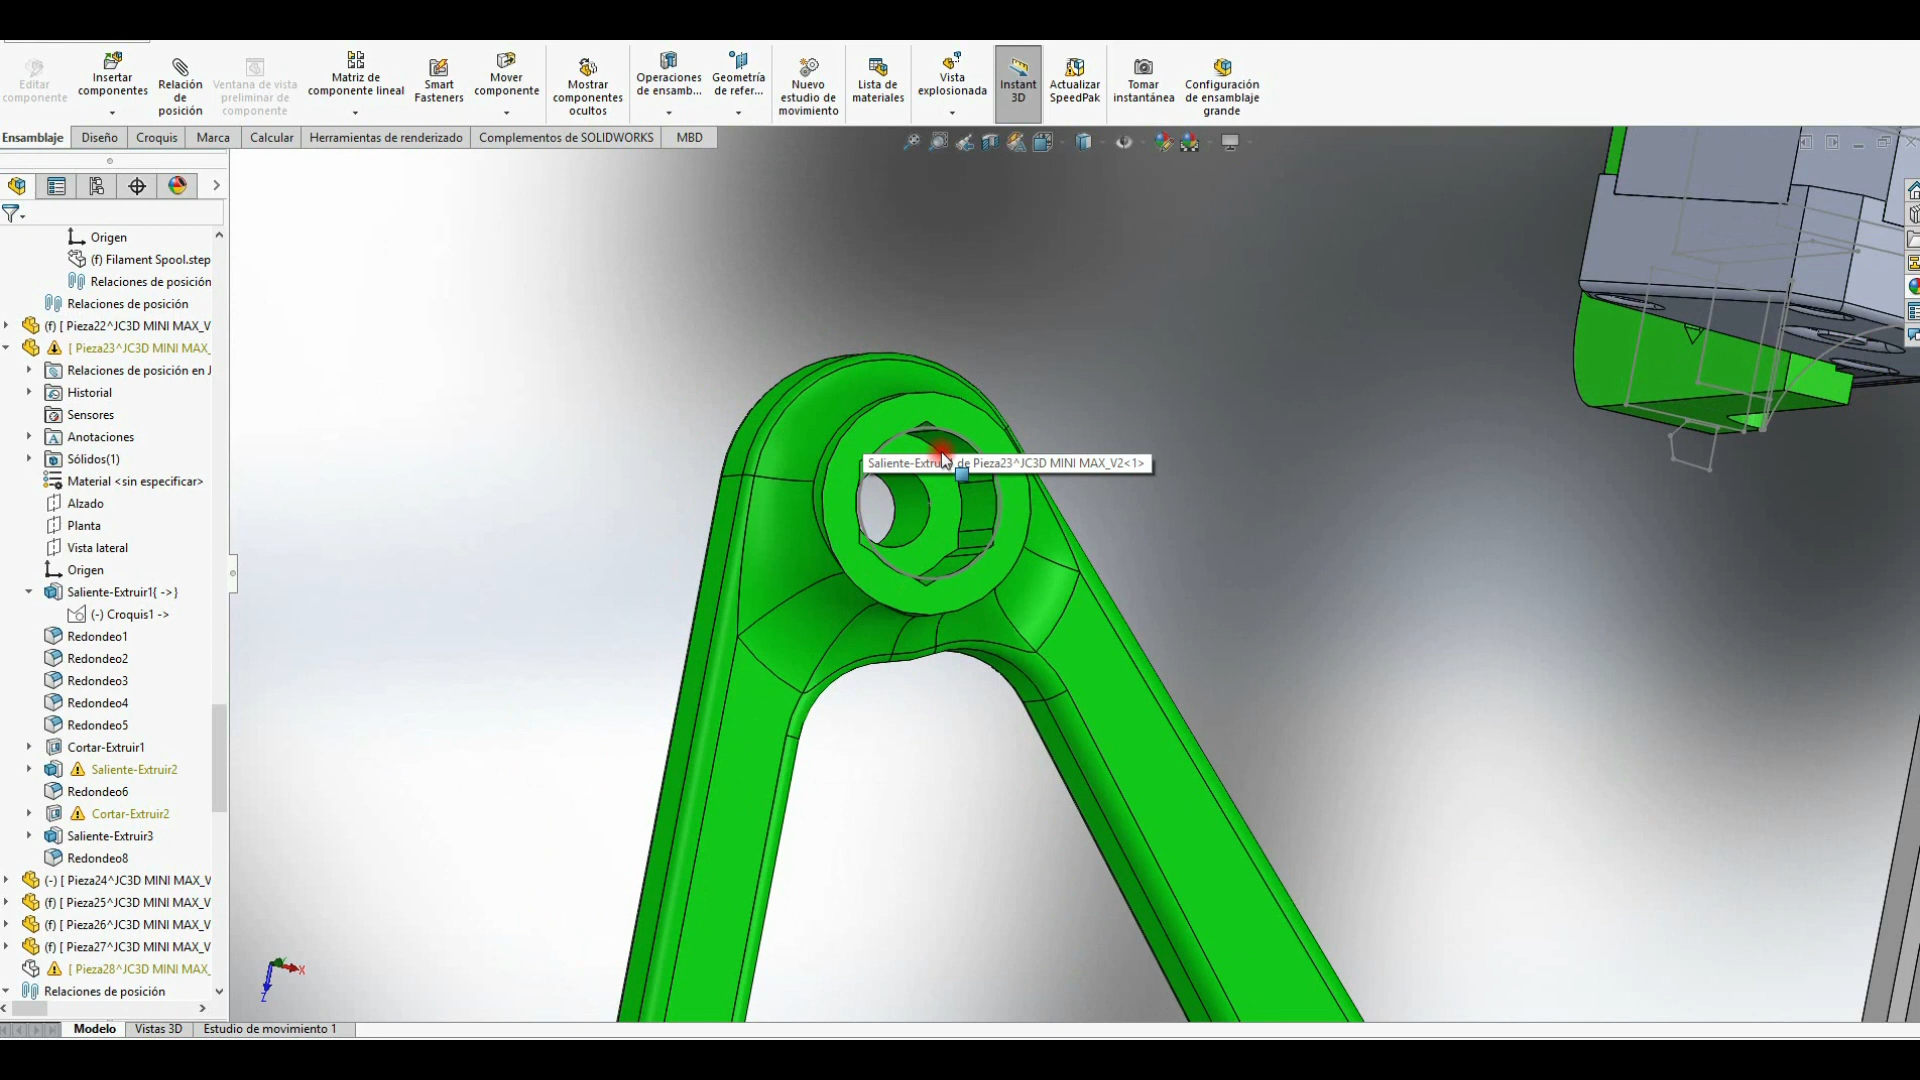 Editar
componente
Insertar
componentes
Relación
de
posición
Ventana de vista
preliminar de
componente
Matriz de
componente lineal
Smart
Fasteners
Mover
componente
Mostrar
componentes
ocultos
Operaciones
de ensamb...
Geometría
de refer...
Nuevo
estudio de
movimiento
Lista de
materiales
Vista
explosionada
Instant
3D
Actualizar
SpeedPak
Tomar
instantánea
Configuración
de ensamblaje
grande
Ensamblaje
Diseño
Croquis
Marca
Calcular
Herramientas de renderizado
Complementos de SOLIDWORKS
MBD
Origen
(f) Filament Spool.step
Relaciones de posición
Relaciones de posición
(f) [ Pieza22^JC3D MINI MAX_V
[ Pieza23^JC3D MINI MAX_
Relaciones de posición en J
Historial
Sensores
Anotaciones
Sólidos(1)
Material <sin especificar>
Alzado
Planta
Vista lateral
Origen
Saliente-Extruir1{ ->}
(-) Croquis1 ->
Redondeo1
Redondeo2
Redondeo3
Redondeo4
Redondeo5
Cortar-Extruir1
Saliente-Extruir2
Redondeo6
Cortar-Extruir2
Saliente-Extruir3
Redondeo8
(-) [ Pieza24^JC3D MINI MAX_V
(f) [ Pieza25^JC3D MINI MAX_V
(f) [ Pieza26^JC3D MINI MAX_V
(f) [ Pieza27^JC3D MINI MAX_V
[ Pieza28^JC3D MINI MAX_
Relaciones de posición
de Pieza23^JC3D MINI MAX_V2<1>
X
Z
Modelo
Vistas 3D
Estudio de movimiento 1